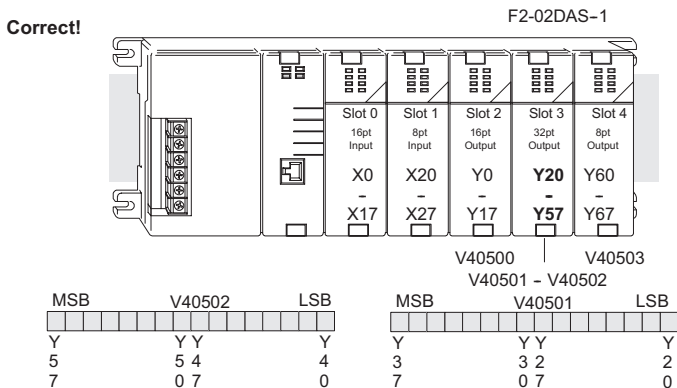 F2-02DAS-1
Correct!
Slot 0 Slot 1 Slot 2 Slot 3 Slot 4
16pt 8pt 16pt 32pt 8pt
Input Input Output Output Output
X0 X20 Y0 Y20 Y60
- - - - -
X17 X27 Y17 Y57 Y67
V40500 V40503
V40501 - V40502
MSB V40502 LSB MSB V40501 LSB
Y Y Y Y Y Y Y Y
5 5 4 4 3 3 2 2
7 0 7 0 7 0 7 0